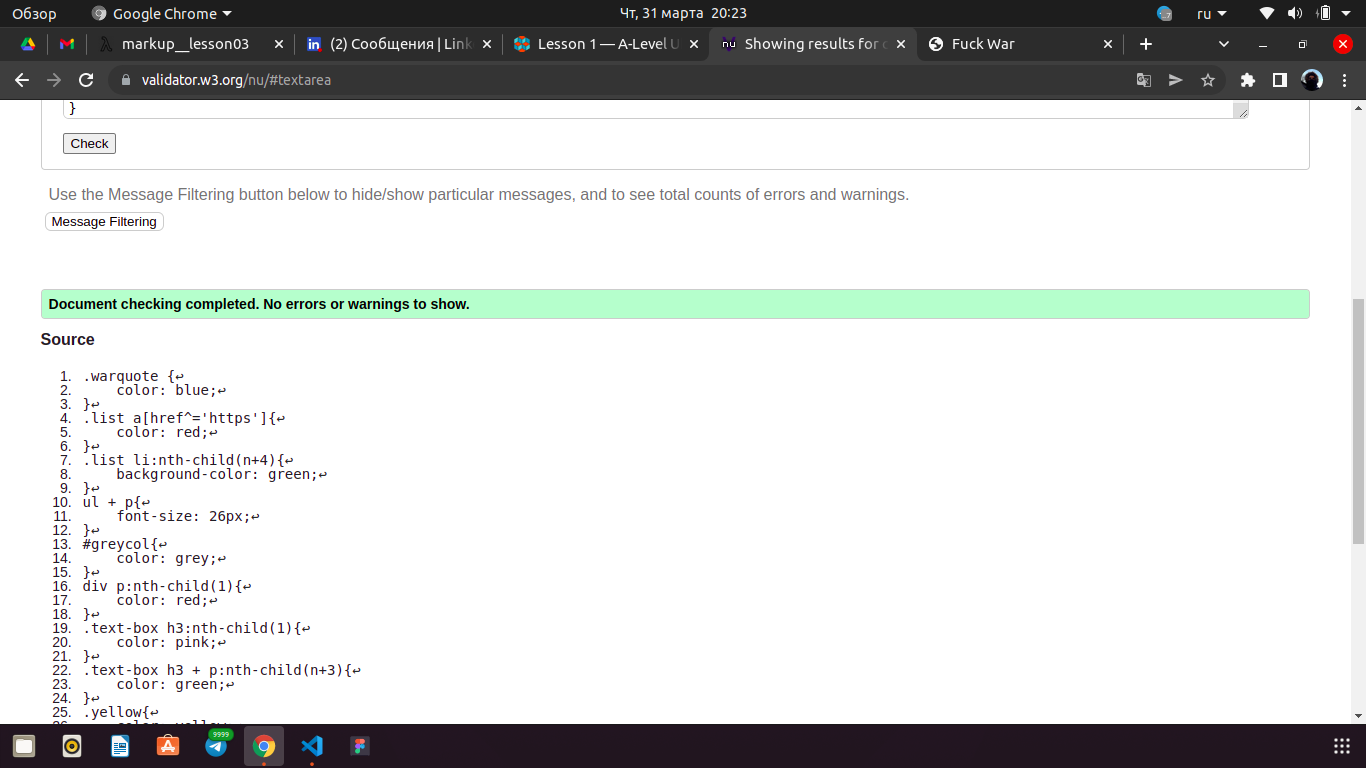 Обзор Google Chrome Чт, 31 марта 20:23 ru
markup__lesson03 (2) Сообщения | Link Lesson 1 — A-Level U Showing results for c Fuck War
validator.w3.org/nu/#textarea
}
Check
Use the Message Filtering button below to hide/show particular messages, and to see total counts of errors and warnings.
Message Filtering
Document checking completed. No errors or warnings to show.
Source
1. .warquote {↩
2. color: blue;↩
3. }↩
4. .list a[href^='https']{↩
5. color: red;↩
6. }↩
7. .list li:nth-child(n+4){↩
8. background-color: green;↩
9. }↩
10. ul + p{↩
11. font-size: 26px;↩
12. }↩
13. #greycol{↩
14. color: grey;↩
15. }↩
16. div p:nth-child(1){↩
17. color: red;↩
18. }↩
19. .text-box h3:nth-child(1){↩
20. color: pink;↩
21. }↩
22. .text-box h3 + p:nth-child(n+3){↩
23. color: green;↩
24. }↩
25. .yellow{↩
9999